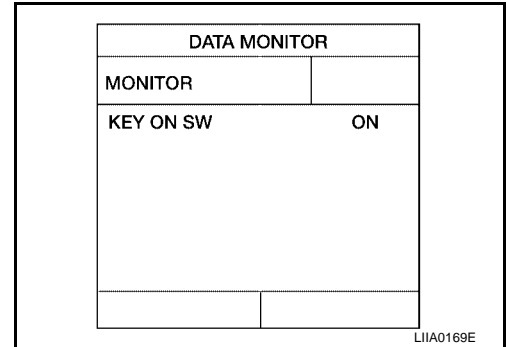 DATA MONITOR
MONITOR
KEY ON SW ON
LIIA0169E